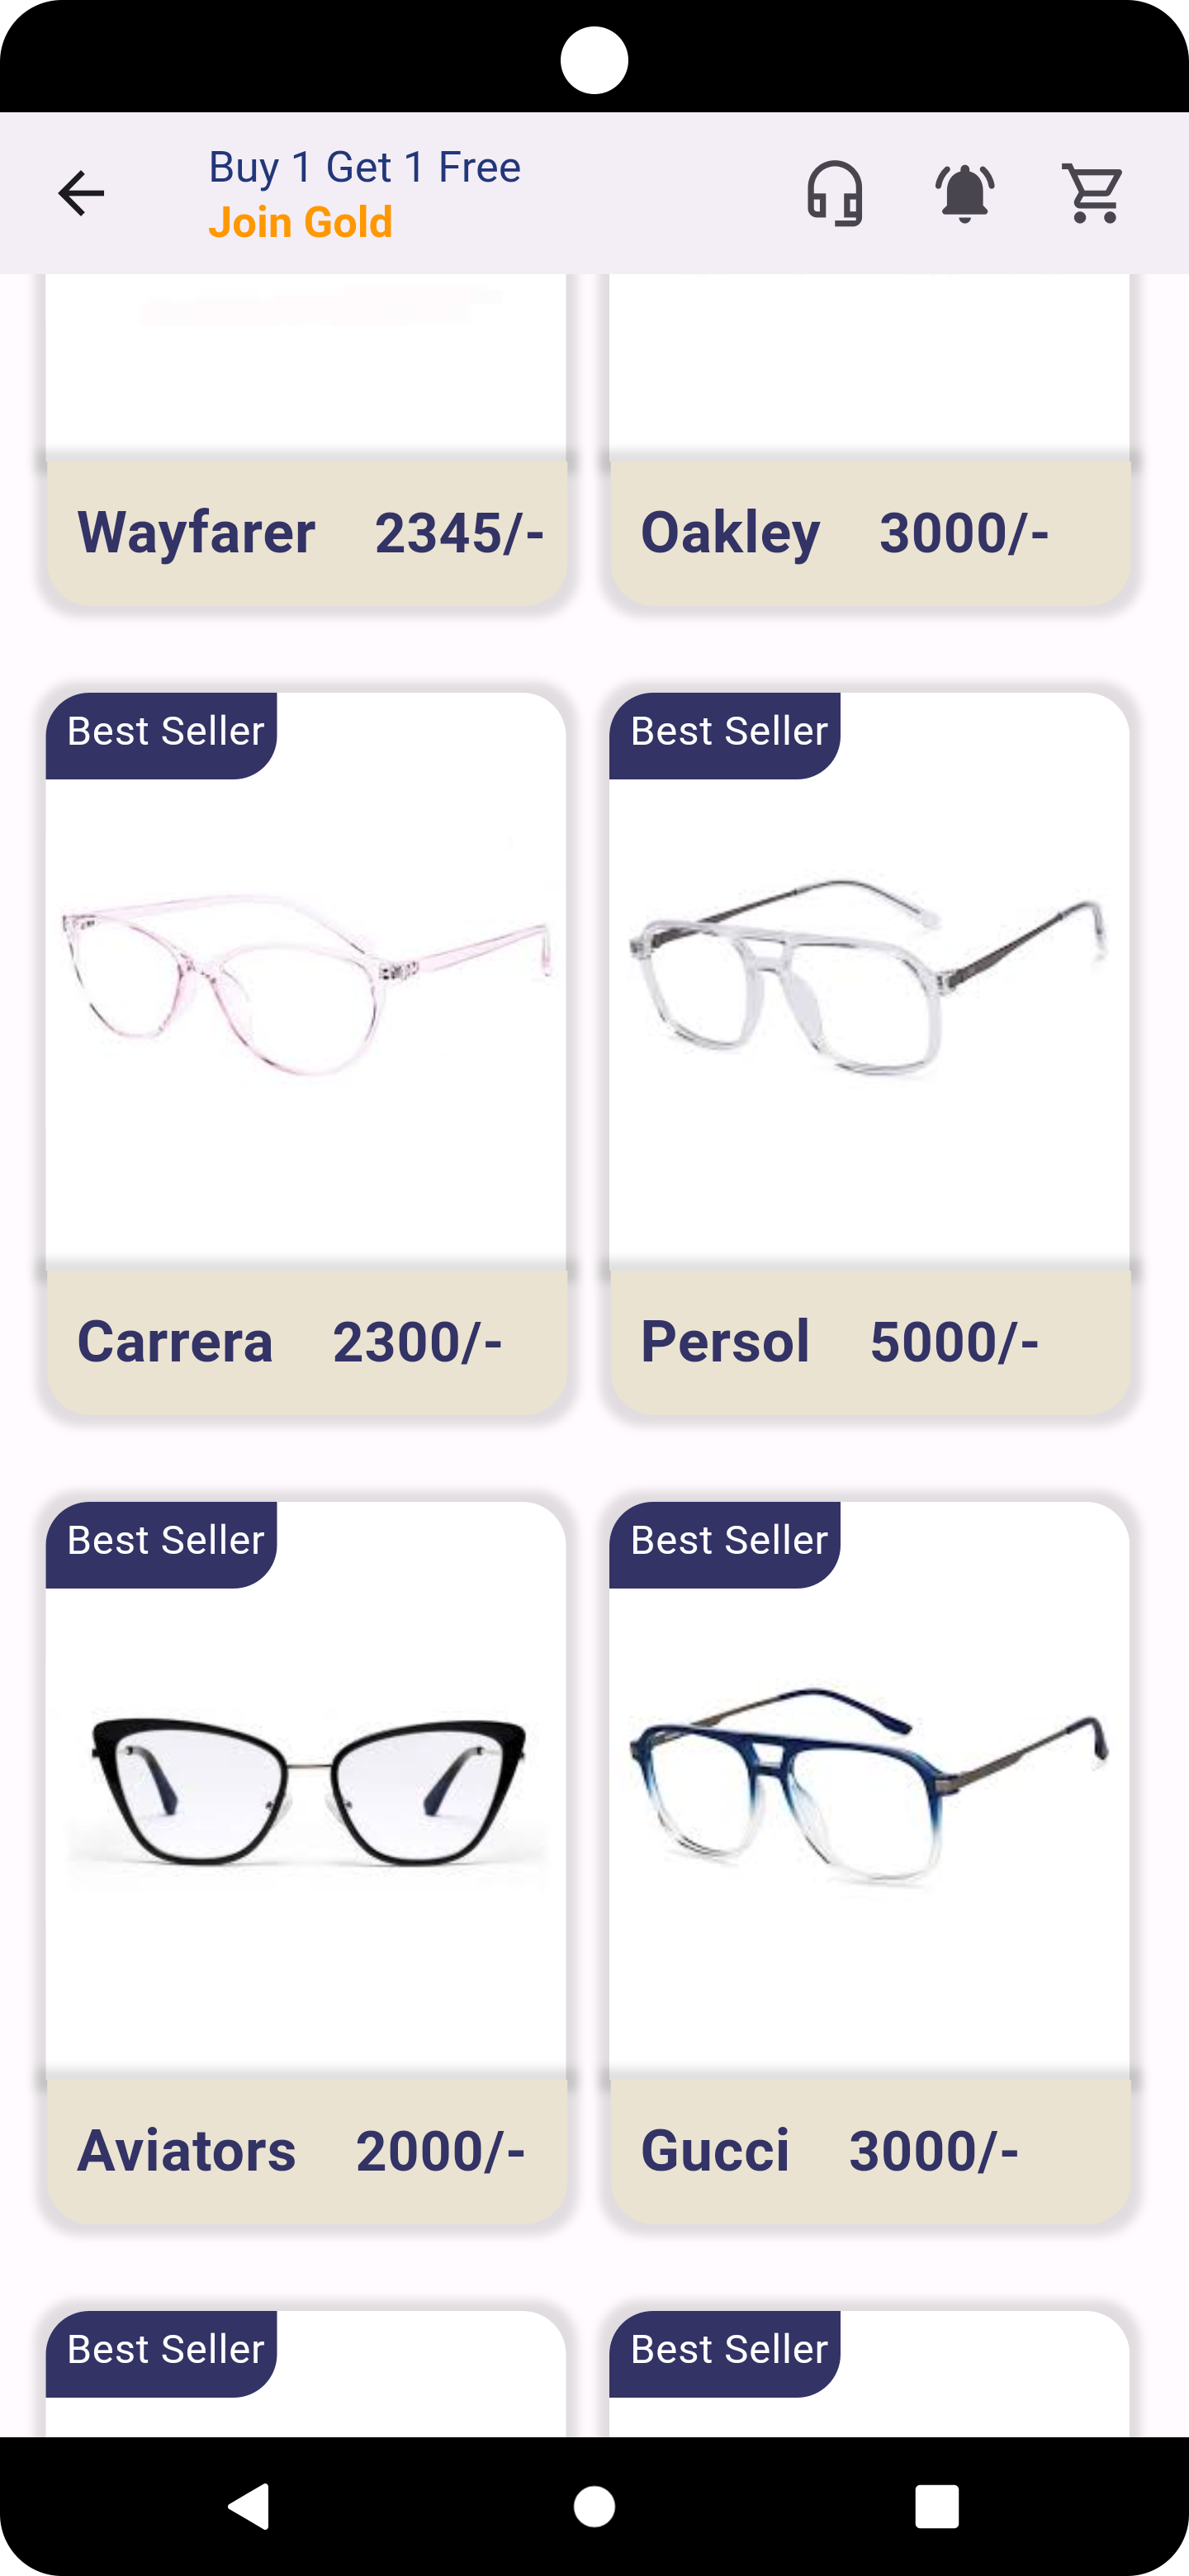 Buy 1 Get 1 Free
Join Gold
Wayfarer 2345/-
Oakley 3000/-
Best Seller
Best Seller
Carrera 2300/-
Persol 5000/-
Best Seller
Best Seller
Aviators 2000/-
Gucci 3000/-
Best Seller
Best Seller